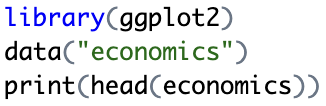 library(ggplot2)
data("economics")
print(head(economics))